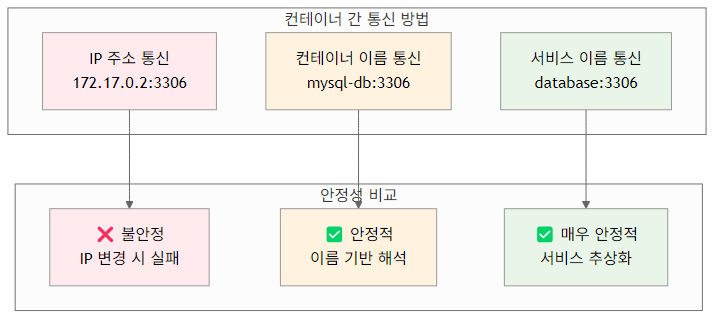 컨테이너 간 통신 방법
IP 주소 통신
172.17.0.2:3306
컨테이너 이름 통신
mysql-db:3306
서비스 이름 통신
database:3306
안정성 비교
❌ 불안정
IP 변경 시 실패
✅ 안정적
이름 기반 해석
✅ 매우 안정적
서비스 추상화